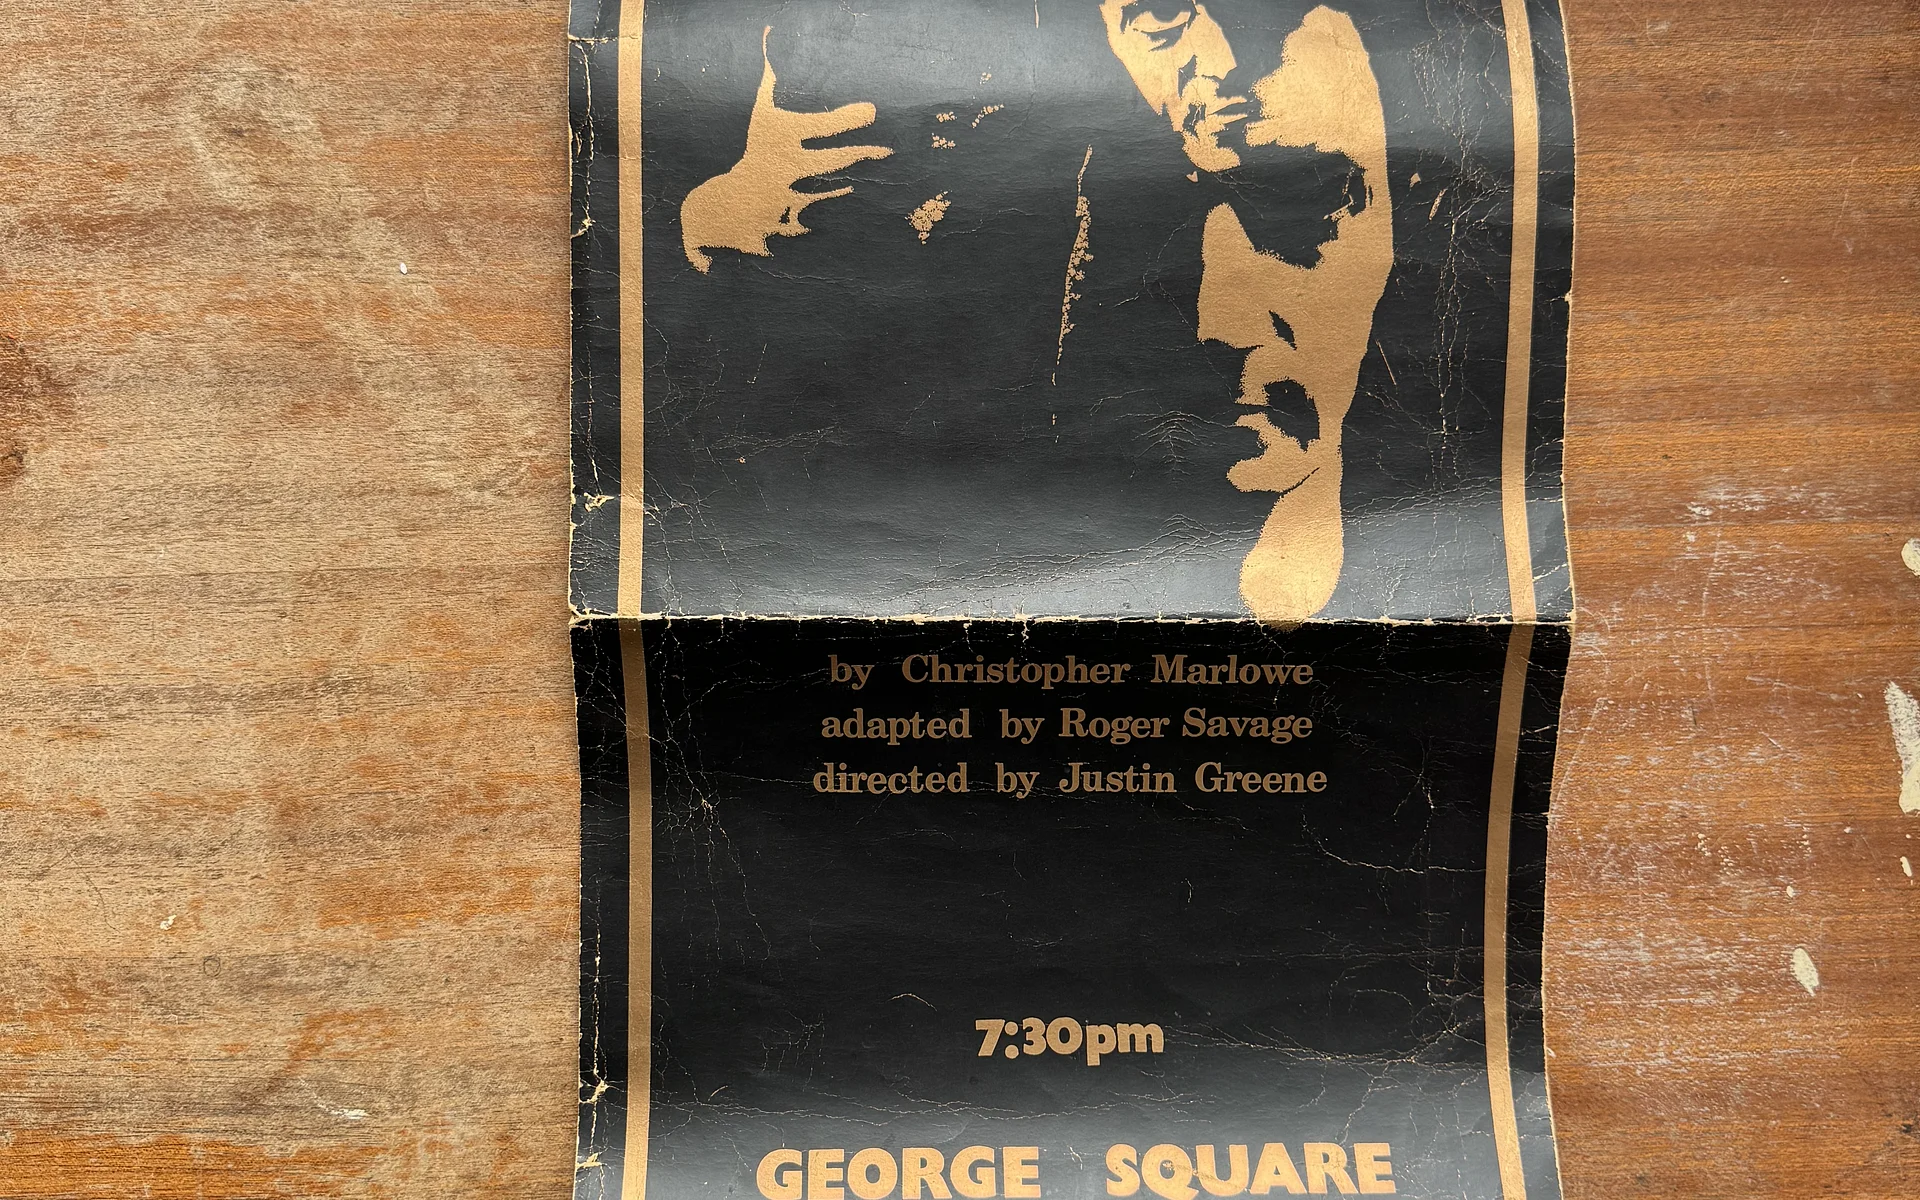 by Christopher Marlowe
adapted by Roger Savage
directed by Justin Greene
7:30pm
GEORGE SQUARE